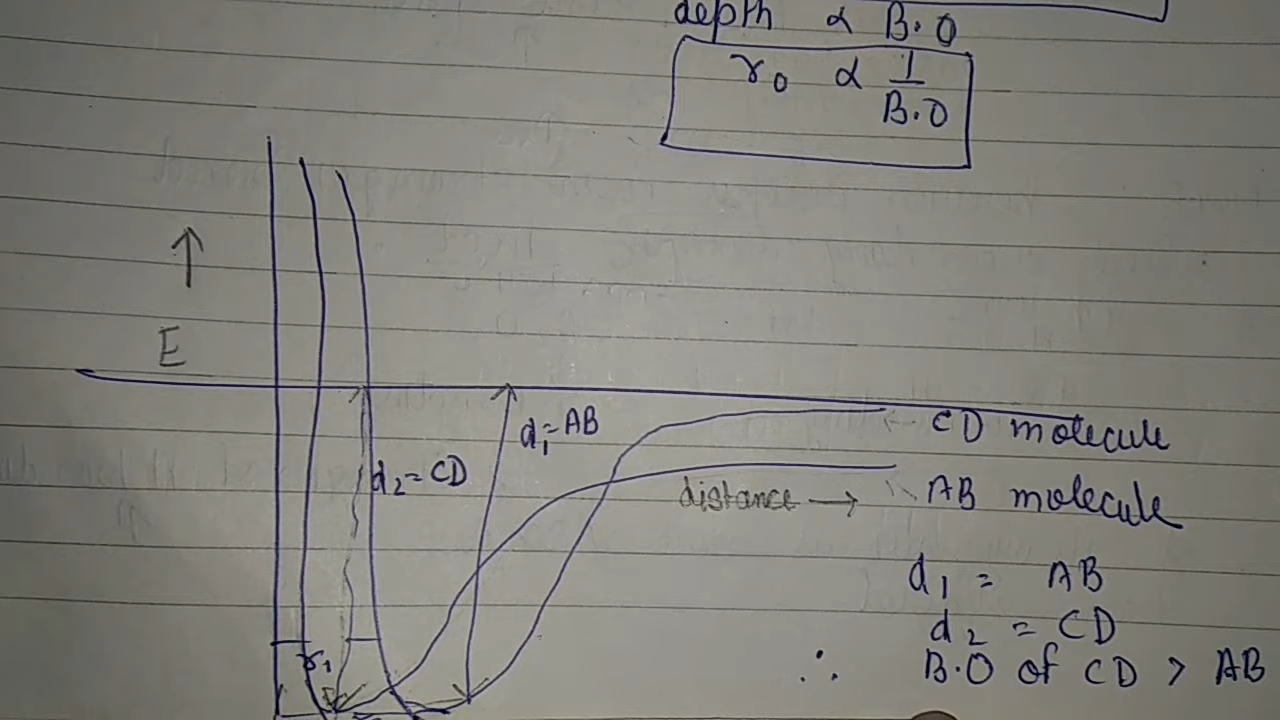 depth ∝ B.O
r₀ ∝ 1/B.O
↑
E
d₁=AB
d₂=CD
← CD molecule
distance →
AB molecule
d₁ = AB
d₂ = CD
r₁
∴ B.O of CD > AB